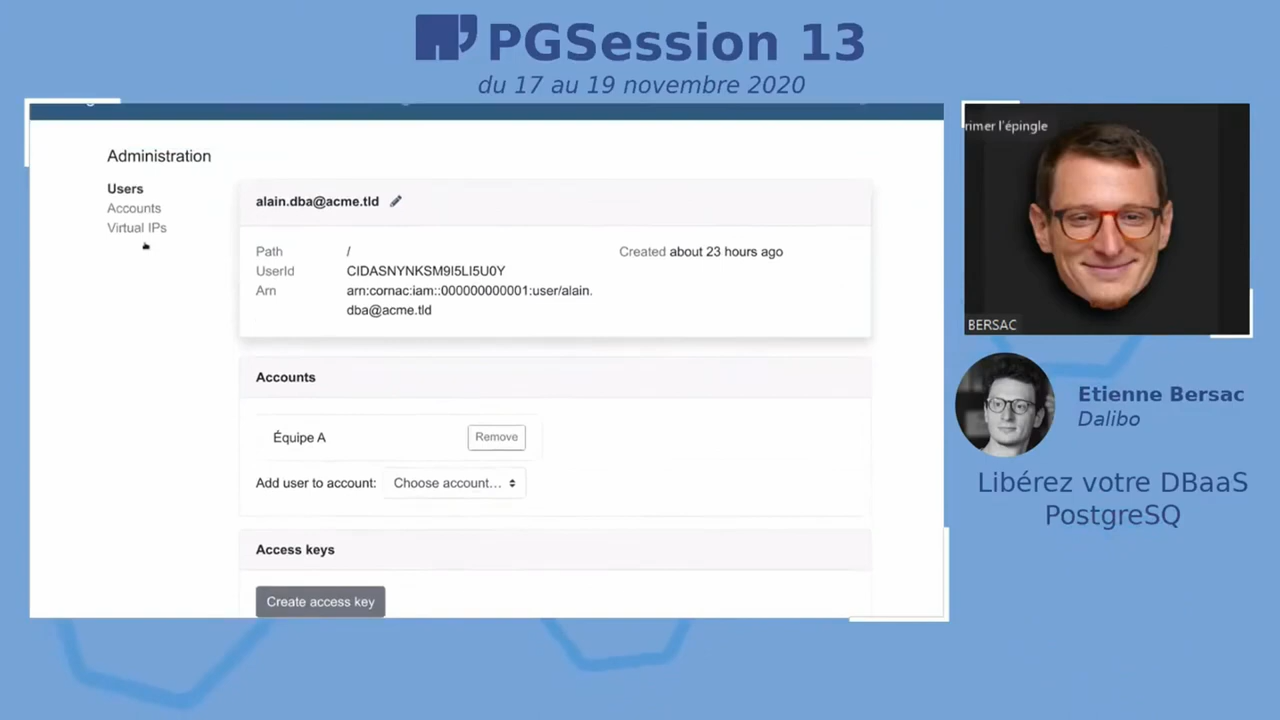 PGSession 13
du 17 au 19 novembre 2020
rimer l'épingle
Administration
Users
Accounts
Virtual IPs
alain.dba@acme.tld
Path /
Created about 23 hours ago
UserId CIDASNYNKSM9I5LI5U0Y
Arn arn:cornac:iam::000000000001:user/alain.
dba@acme.tld
Accounts
Équipe A Remove
Add user to account: Choose account...
Access keys
Create access key
BERSAC
Etienne Bersac
Dalibo
Libérez votre DBaaS
PostgreSQ